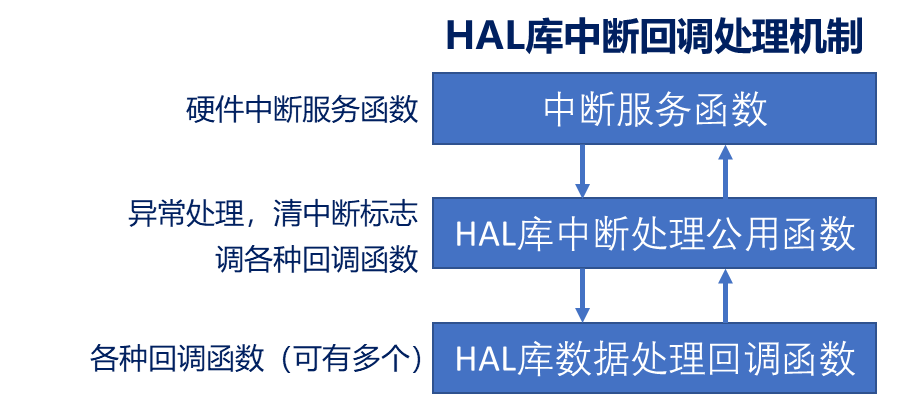 HAL库中断回调处理机制
硬件中断服务函数
中断服务函数
异常处理，清中断标志
调各种回调函数
HAL库中断处理公用函数
各种回调函数（可有多个）
HAL库数据处理回调函数